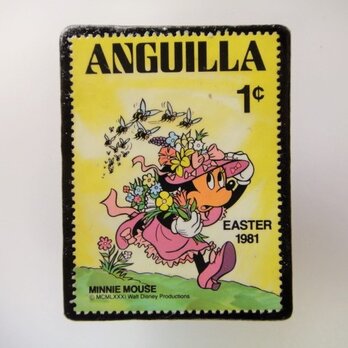 ANGUILLA
1¢
EASTER
1981
MINNIE MOUSE
© MCMLXXXI Walt Disney Productions